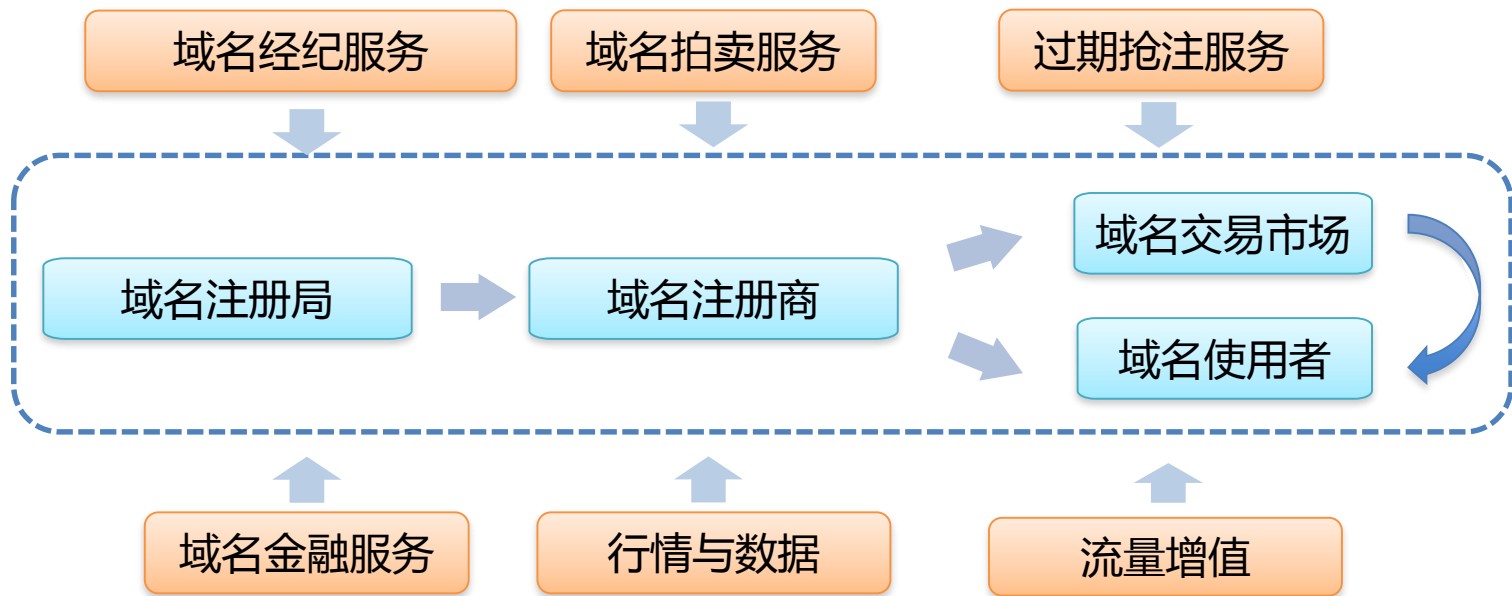 域名经纪服务
域名拍卖服务
过期抢注服务
域名交易市场
域名注册局
域名注册商
域名使用者
域名金融服务
行情与数据
流量增值